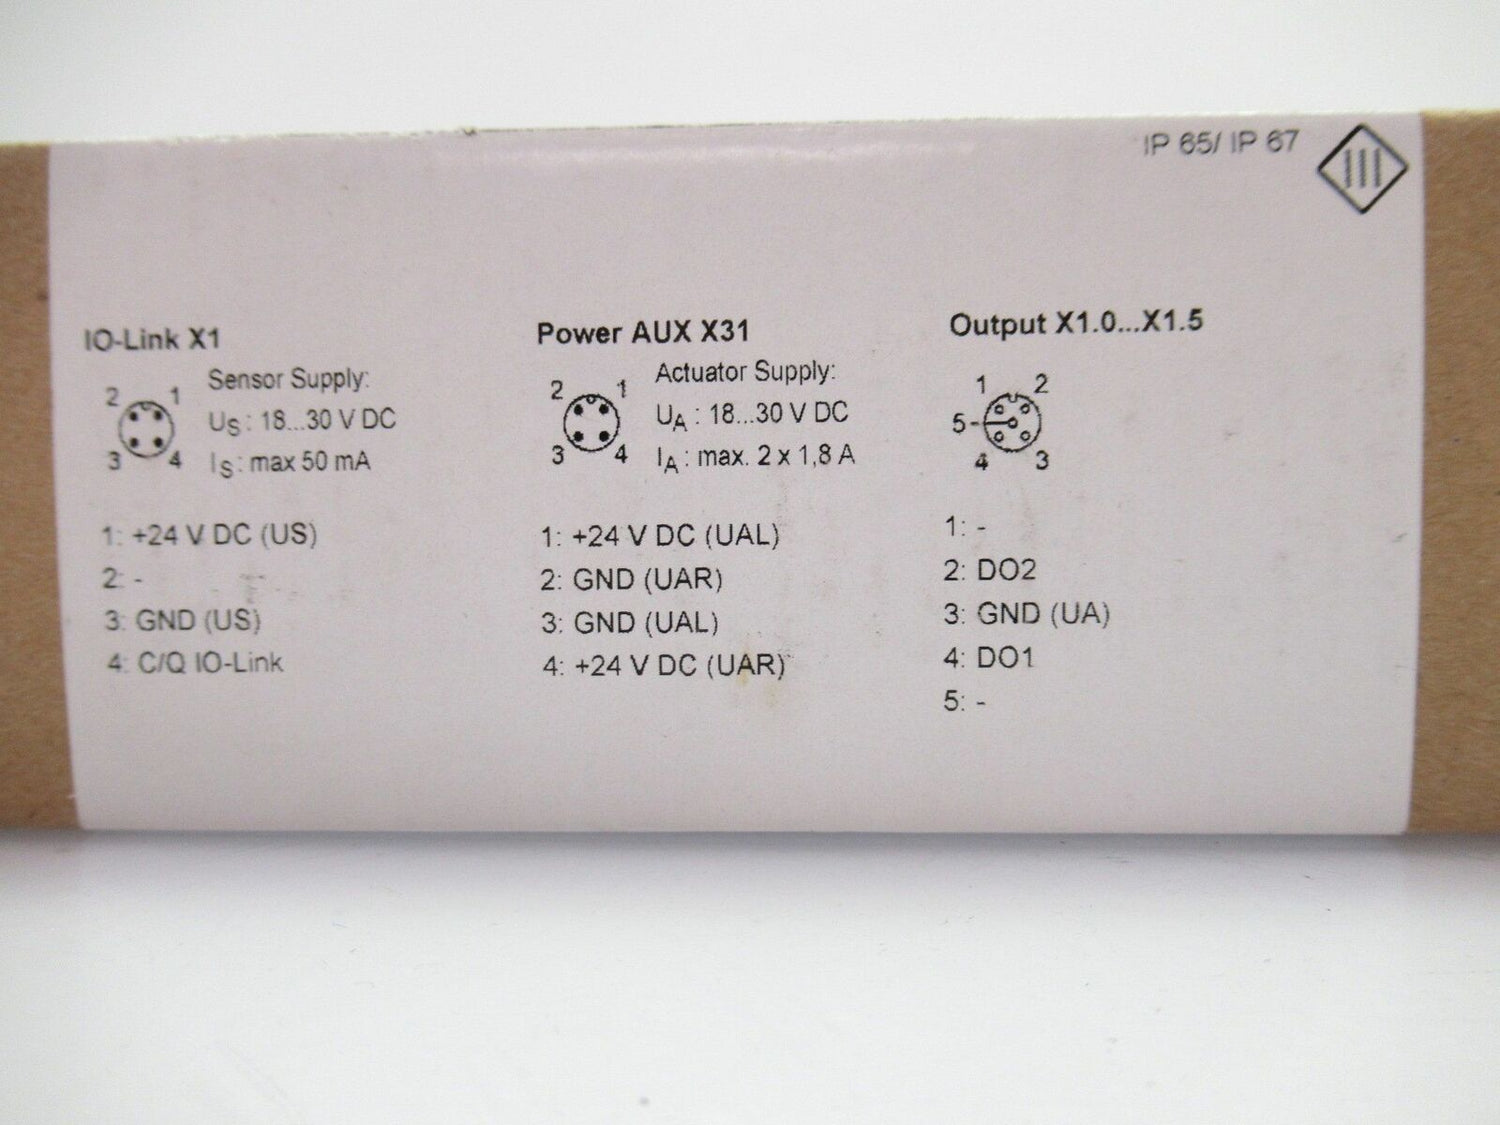 IP 65/ IP 67
IO-Link X1
2 1
3 4
Sensor Supply:
US : 18...30 V DC
IS : max 50 mA
1: +24 V DC (US)
2: -
3: GND (US)
4: C/Q IO-Link
Power AUX X31
2 1
3 4
Actuator Supply:
UA : 18...30 V DC
IA : max. 2 x 1,8 A
1: +24 V DC (UAL)
2: GND (UAR)
3: GND (UAL)
4: +24 V DC (UAR)
Output X1.0...X1.5
1 2
5
4 3
1: -
2: DO2
3: GND (UA)
4: DO1
5: -